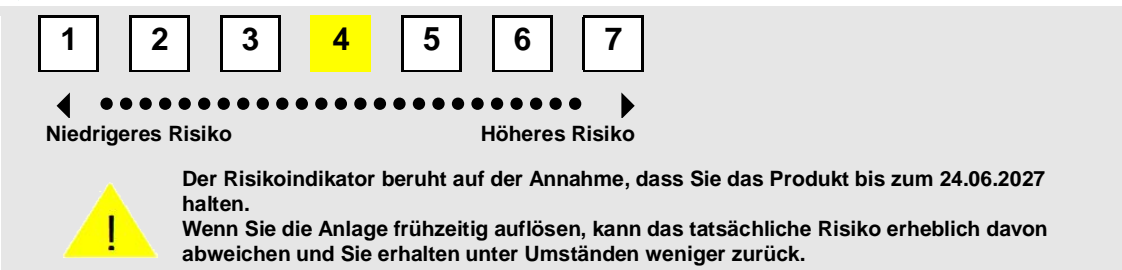 1 2 3 4 5 6 7
Niedrigeres Risiko Höheres Risiko
Der Risikoindikator beruht auf der Annahme, dass Sie das Produkt bis zum 24.06.2027
halten.
Wenn Sie die Anlage frühzeitig auflösen, kann das tatsächliche Risiko erheblich davon
abweichen und Sie erhalten unter Umständen weniger zurück.
!